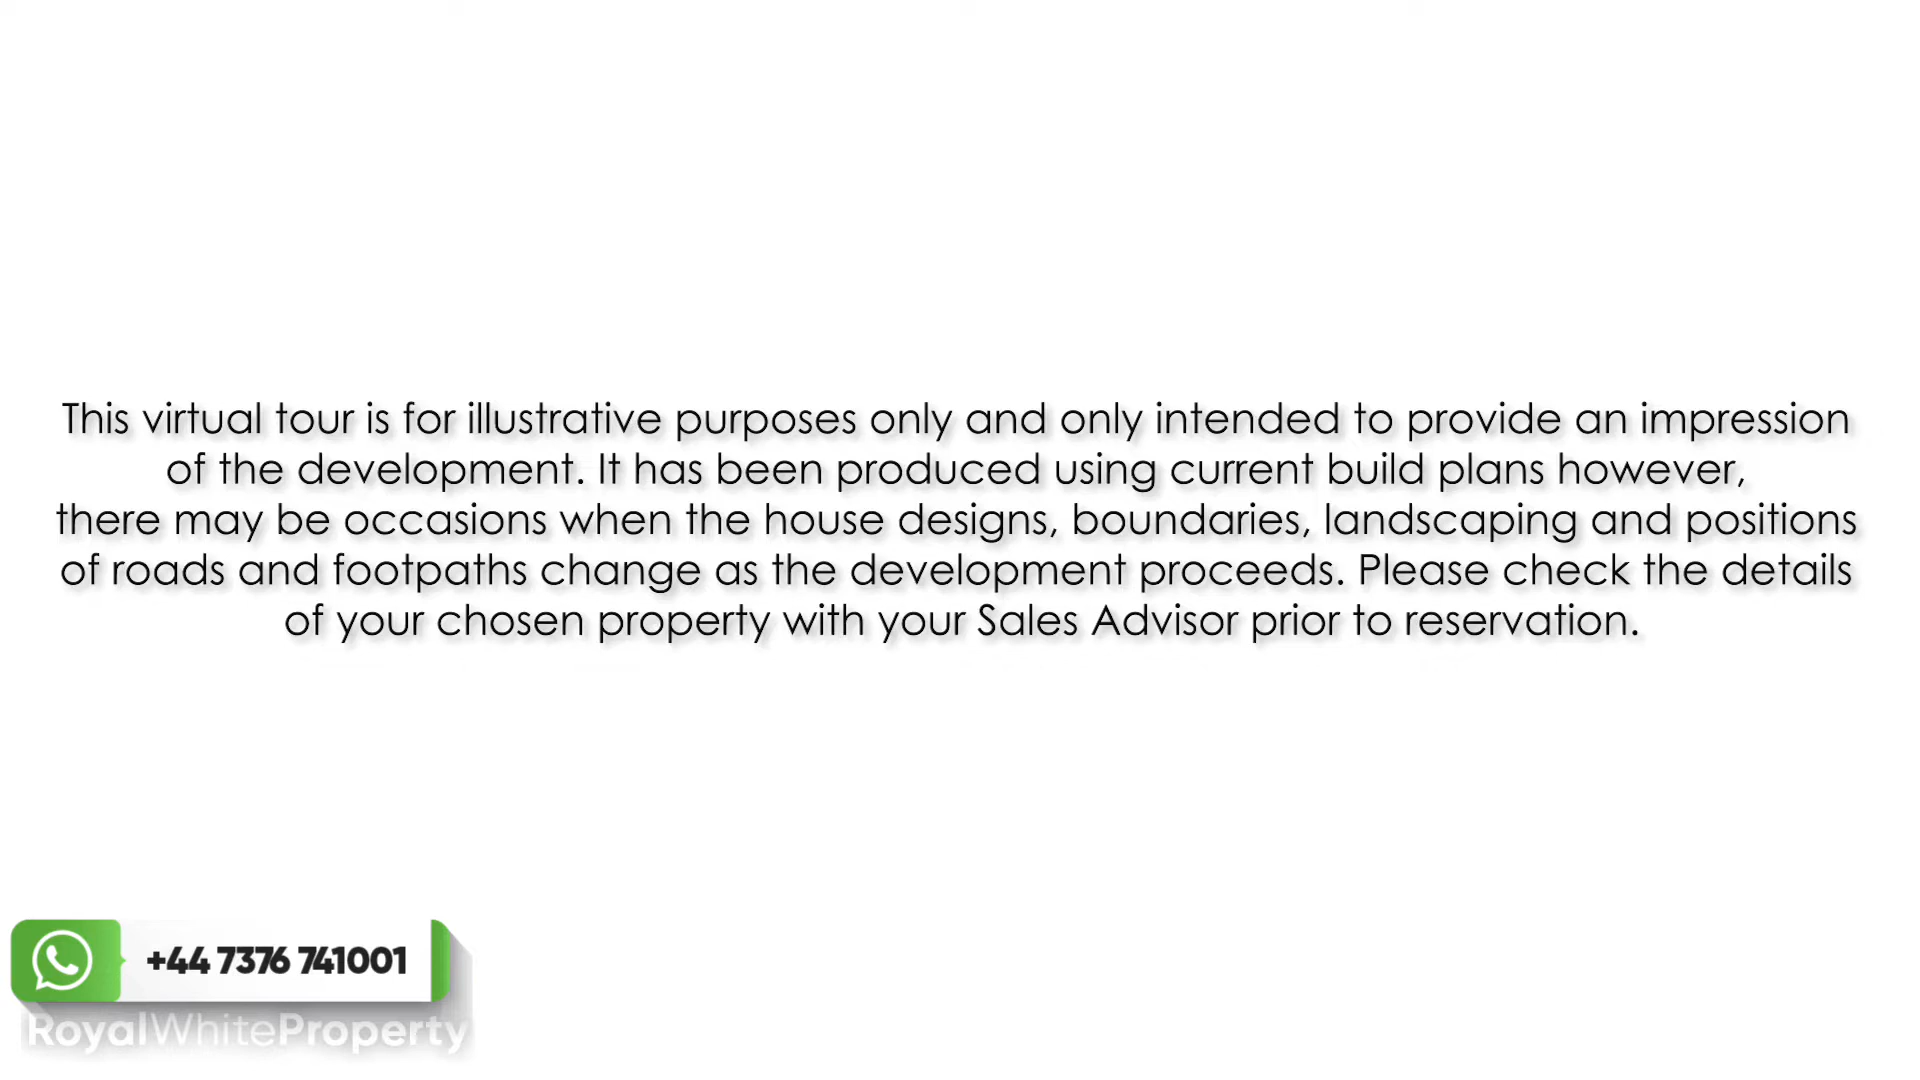 This virtual tour is for illustrative purposes only and only intended to provide an impression
of the development. It has been produced using current build plans however,
there may be occasions when the house designs, boundaries, landscaping and positions
of roads and footpaths change as the development proceeds. Please check the details
of your chosen property with your Sales Advisor prior to reservation.
+44 7376 741001
RoyalWhiteProperty